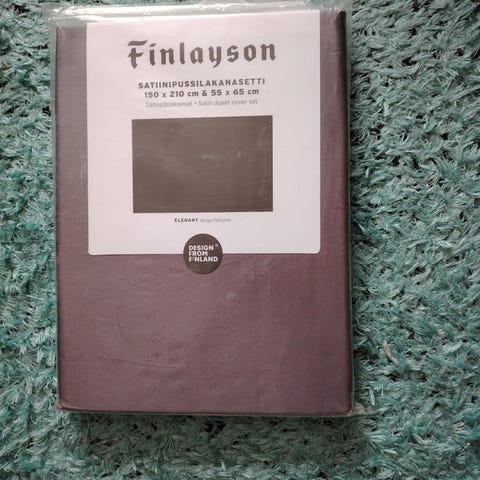 Finlayson
SATIINIPUSSILAKANASETTI
150 x 210 cm & 55 x 65 cm
Satinpåslakanset • Satin duvet cover set
ELEGANT design Finlayson
DESIGN
FROM
FINLAND